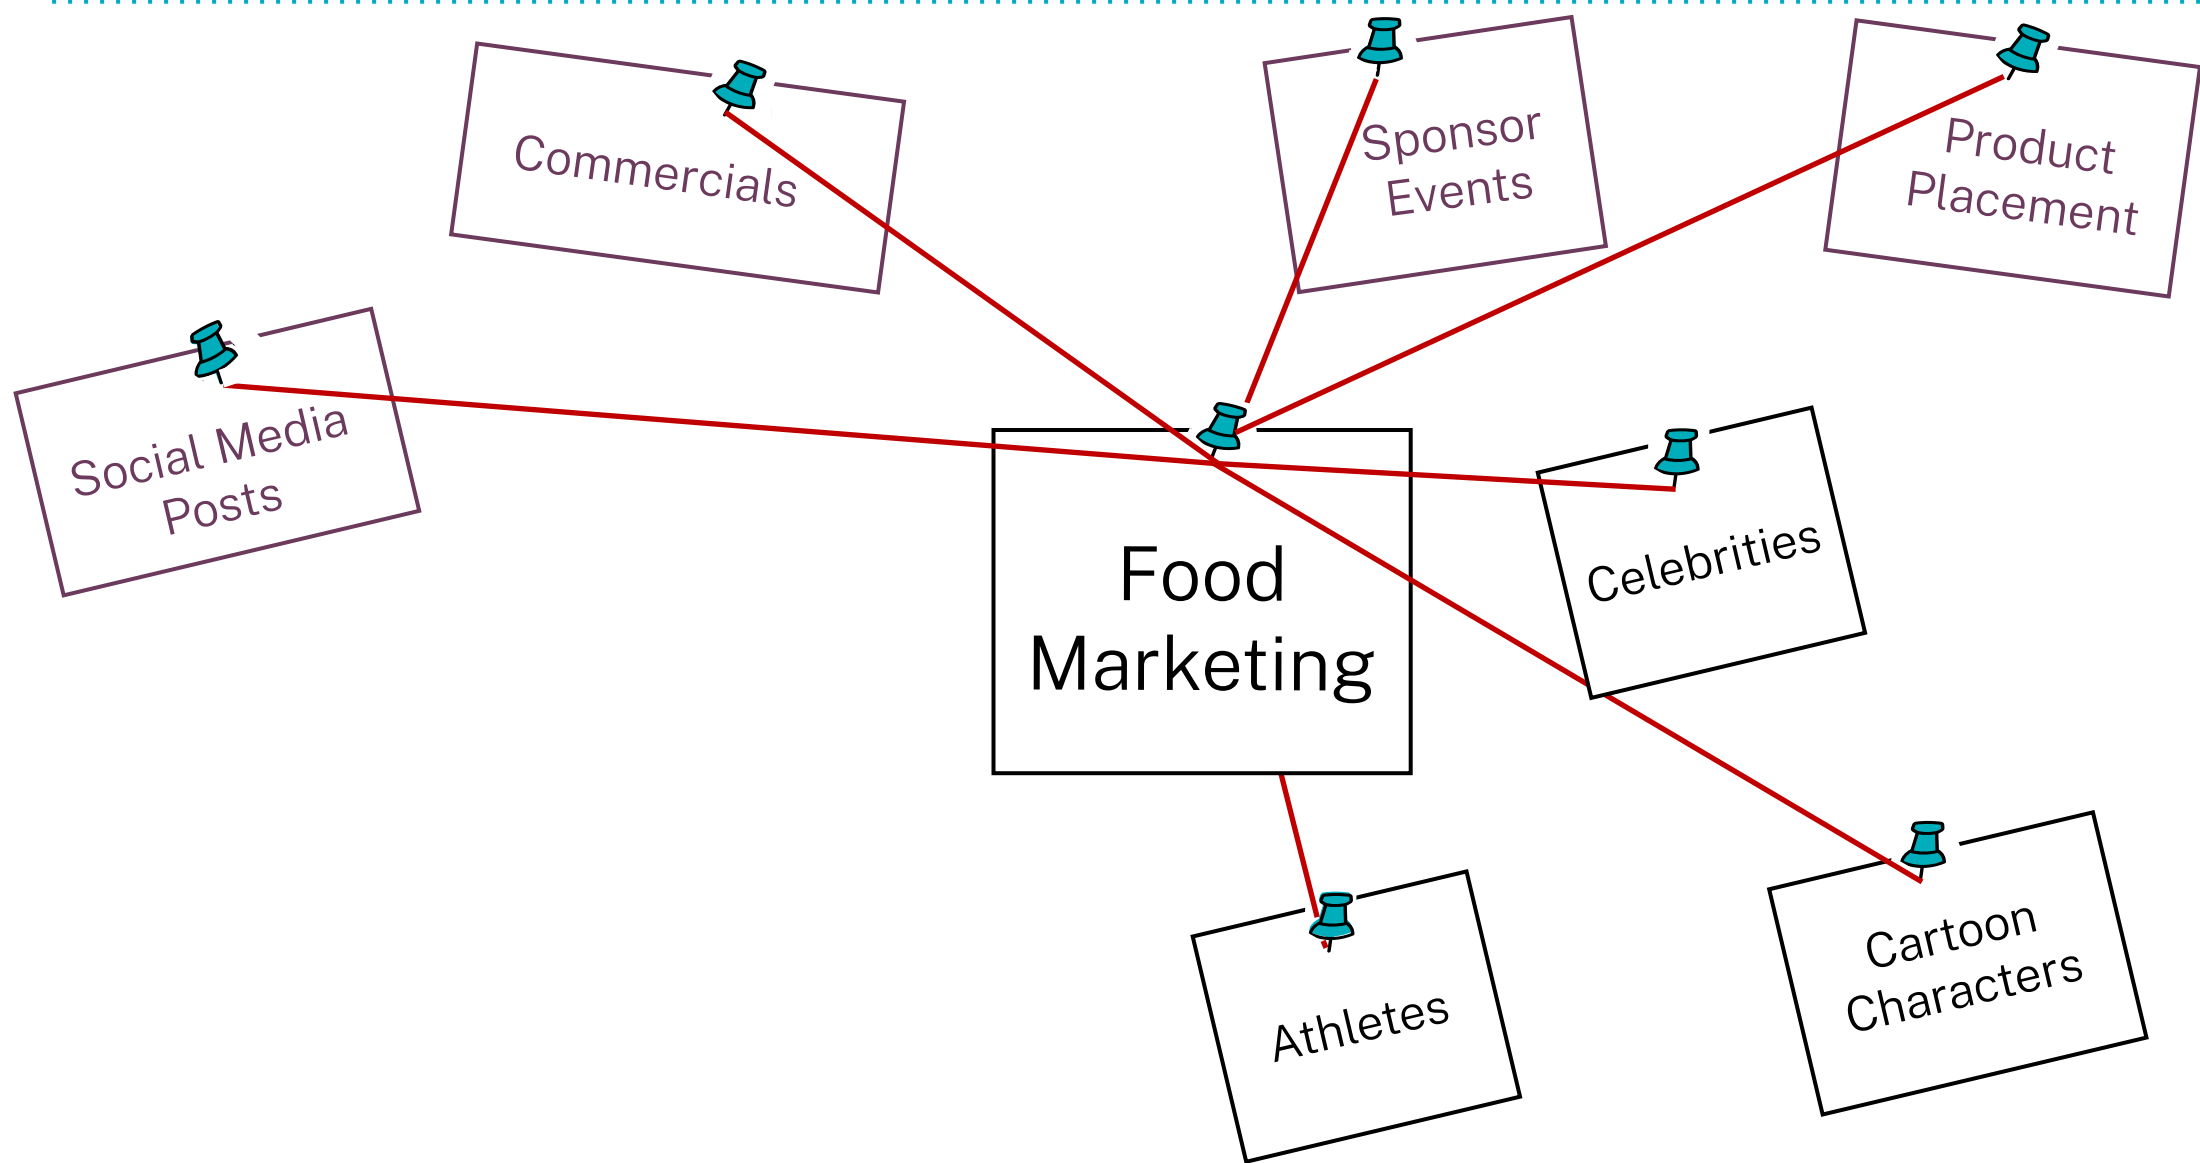 Commercials
Sponsor
Events
Product
Placement
Social Media
Posts
Food
Marketing
Celebrities
Athletes
Cartoon
Characters